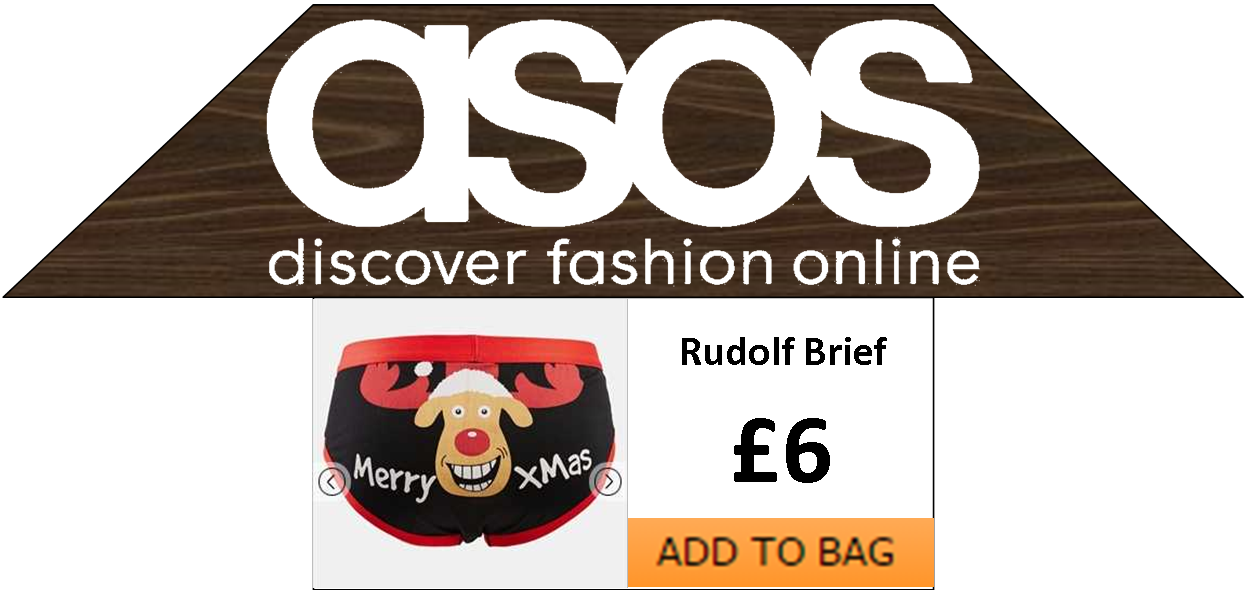 asos
discover fashion online
Rudolf Brief
£6
Merry XMas
ADD TO BAG